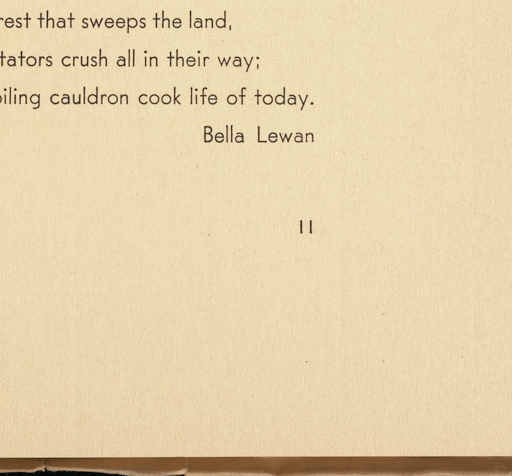 rest that sweeps the land,
tators crush all in their way;
iling cauldron cook life of today.
Bella Lewan
11